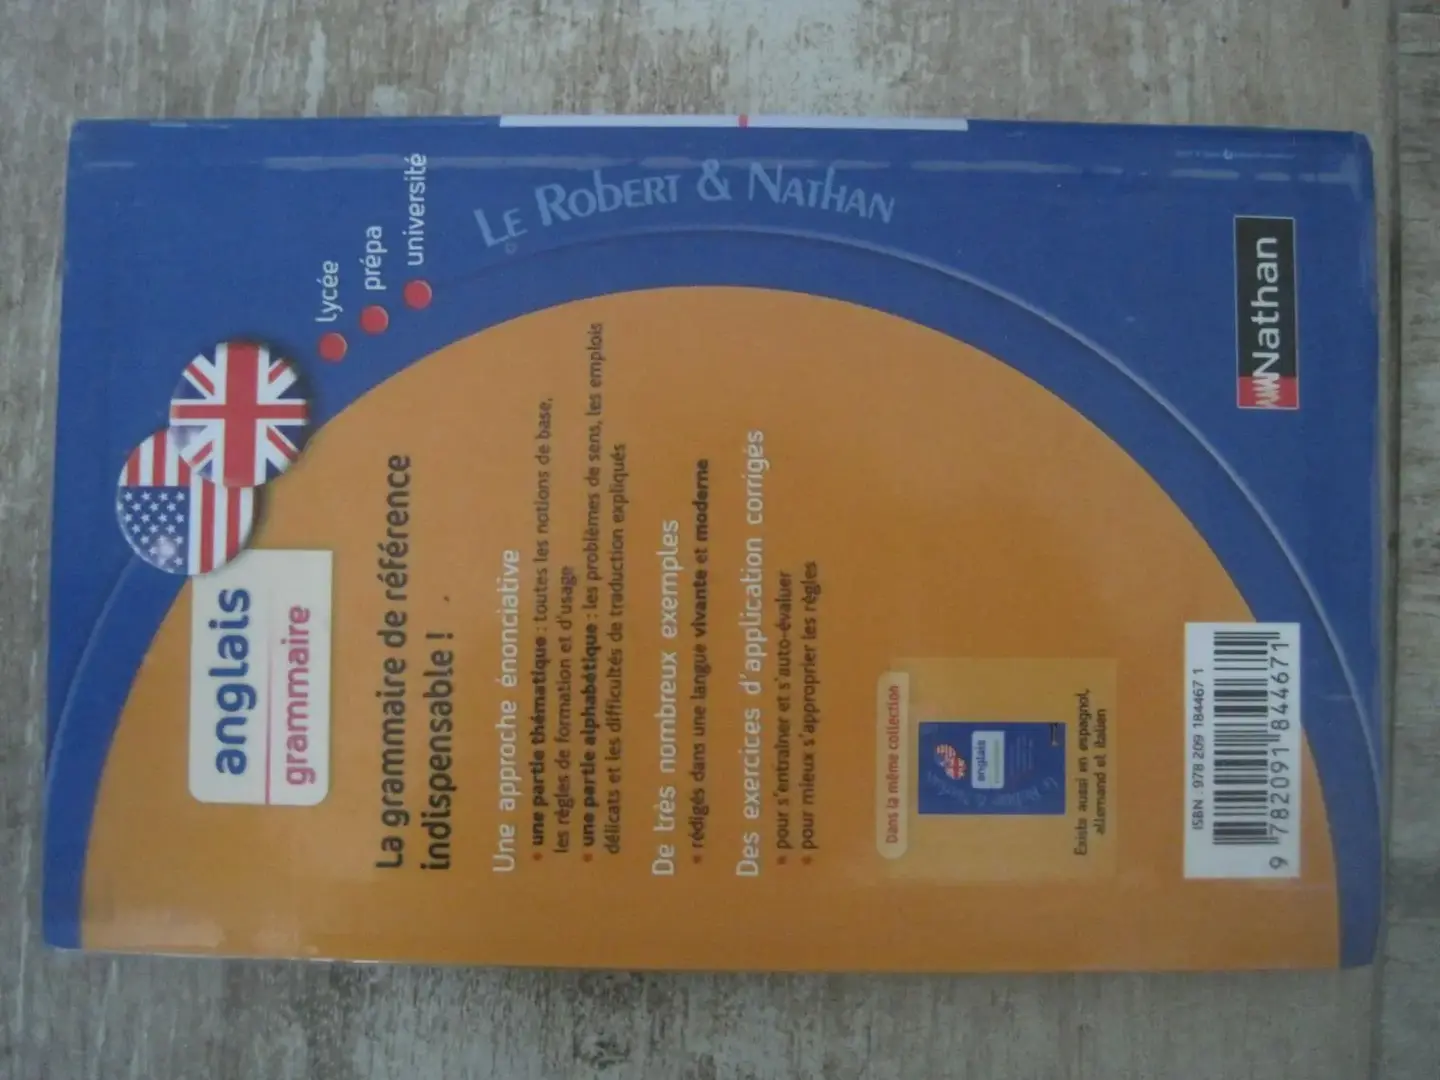 LE ROBERT & NATHAN
lycée
prépa
université
anglais
grammaire
La grammaire de référence
indispensable !
Une approche énonciative
• une partie thématique : toutes les notions de base,
les règles de formation et d'usage
• une partie alphabétique : les problèmes de sens, les emplois
délicats et les difficultés de traduction expliqués
De très nombreux exemples
• rédigés dans une langue vivante et moderne
Des exercices d'application corrigés
• pour s'entraîner et s'auto-évaluer
• pour mieux s'approprier les règles
Dans la même collection
anglais
Existe aussi en espagnol,
allemand et italien
ISBN 978 209 184467 1
9 782091 844671
Nathan